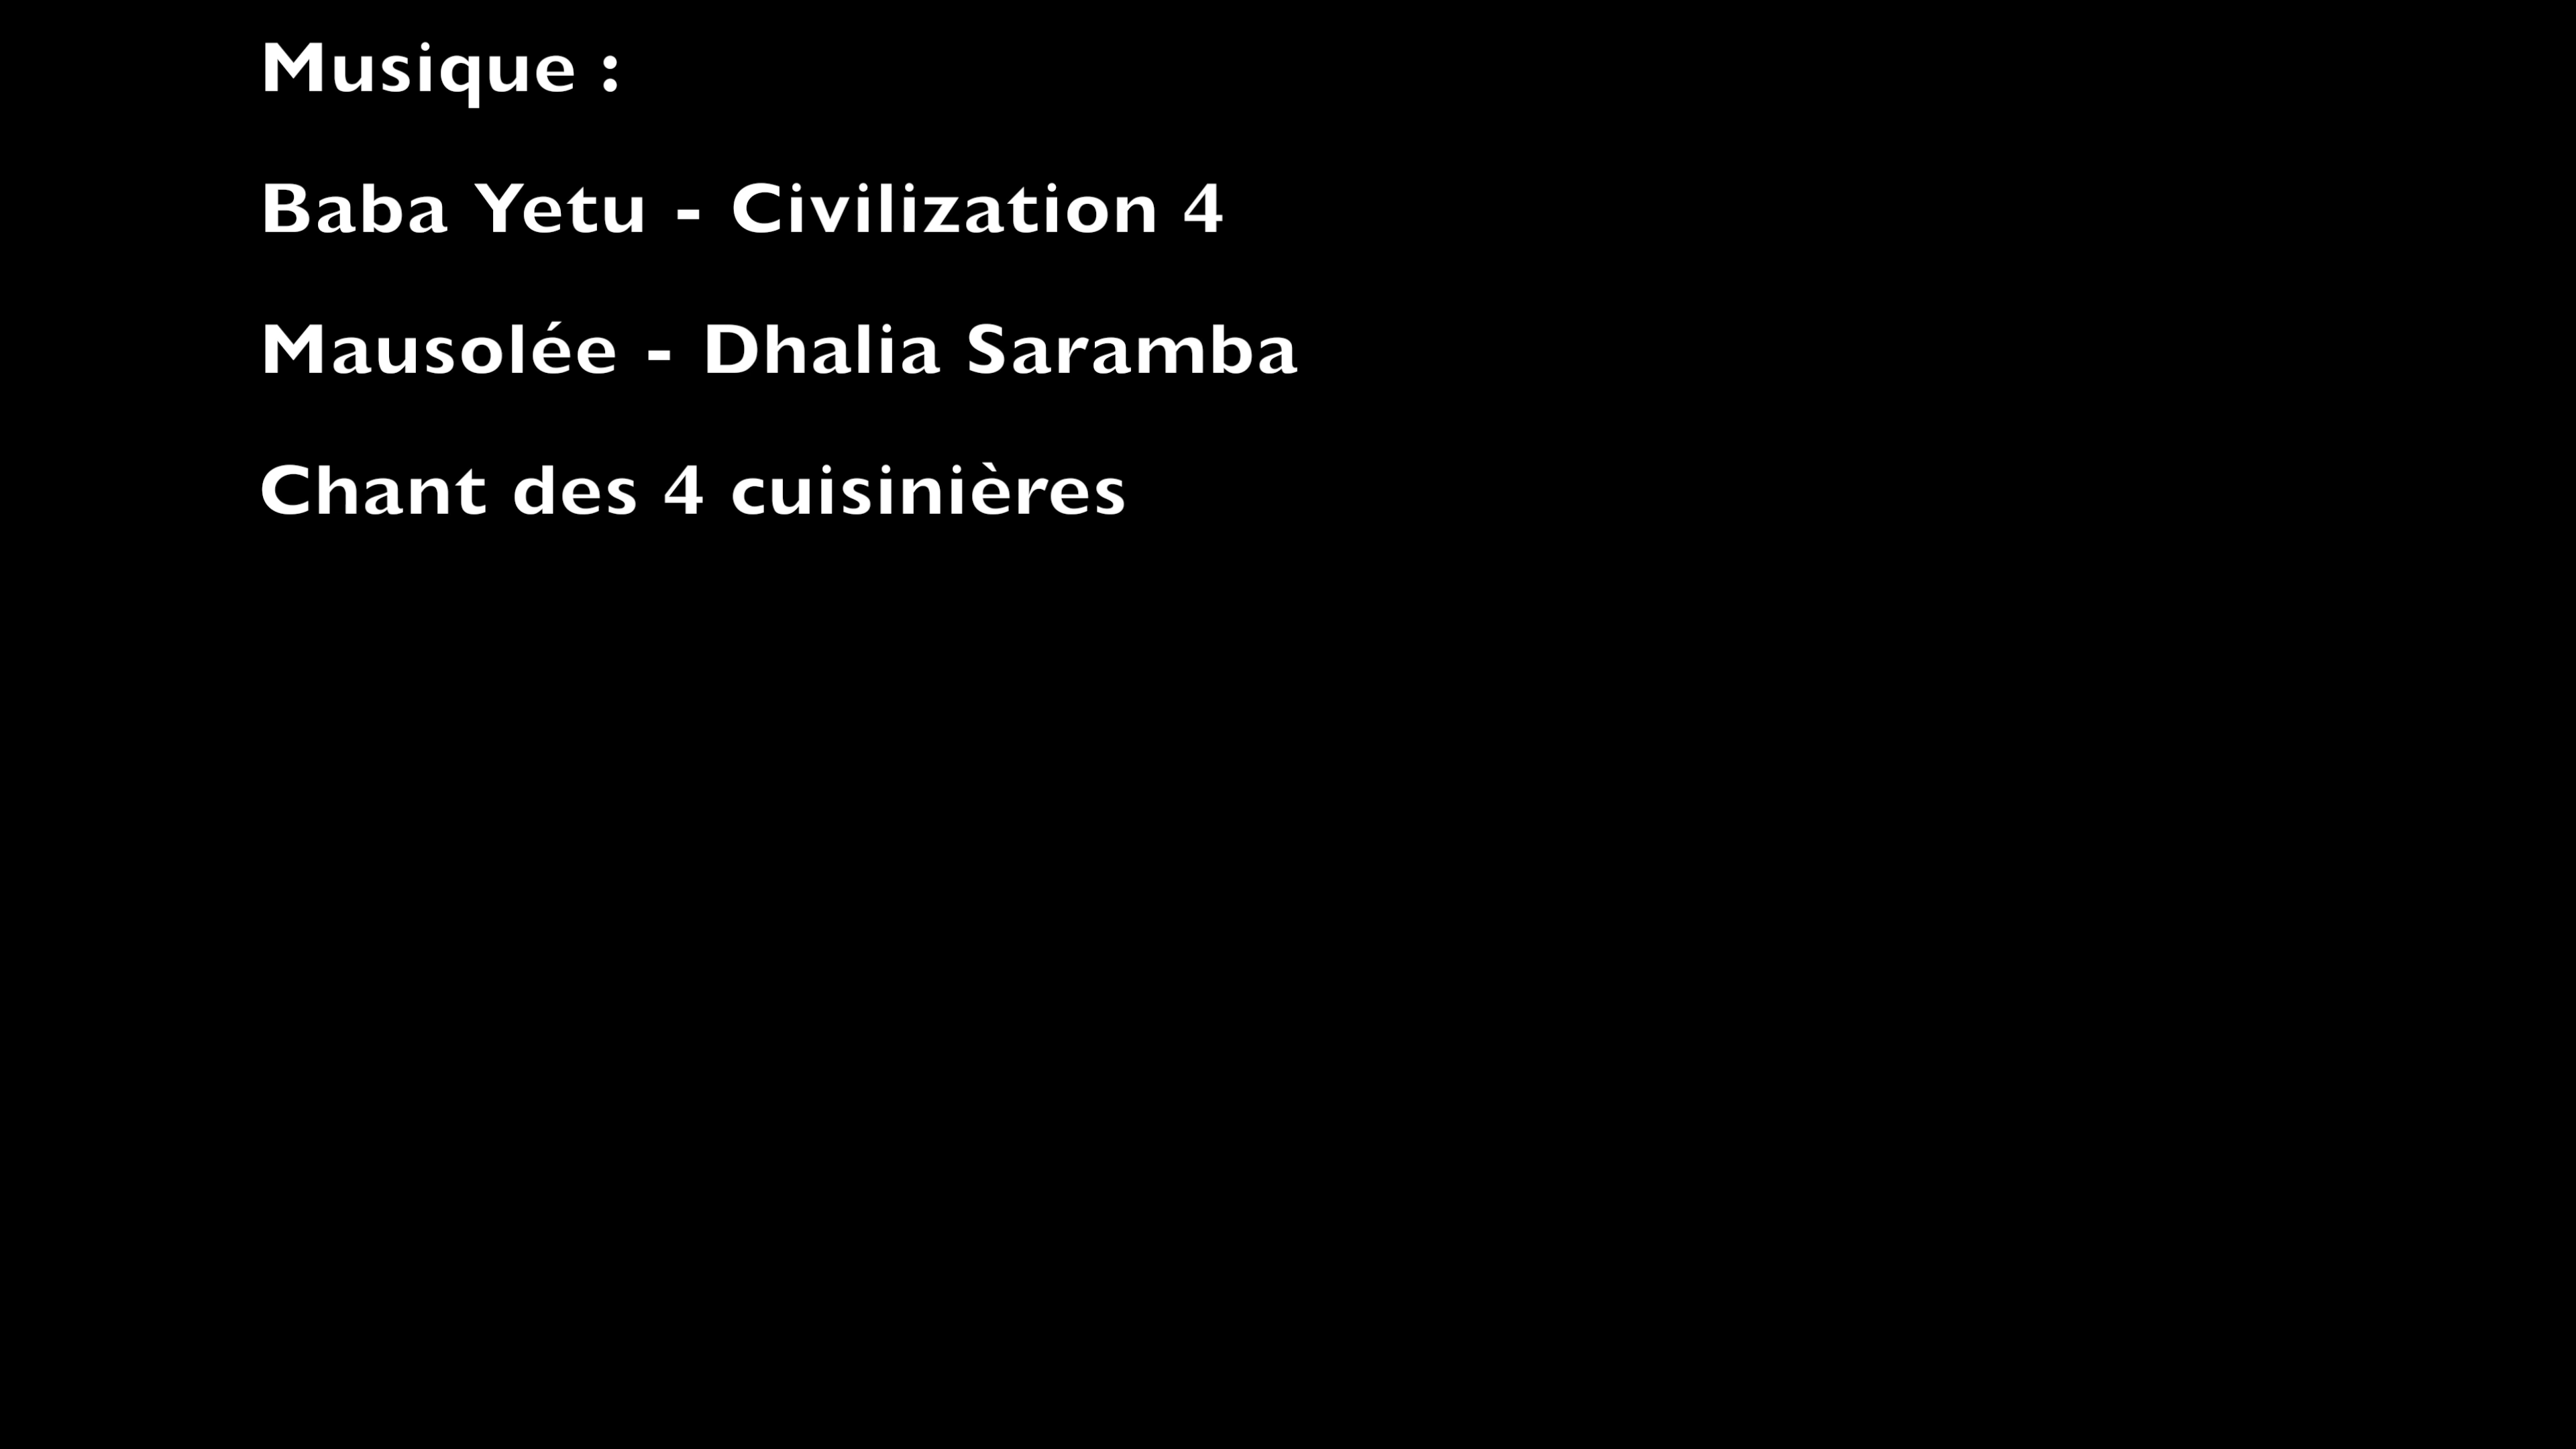 Musique :
Baba Yetu - Civilization 4
Mausolée - Dhalia Saramba
Chant des 4 cuisinières